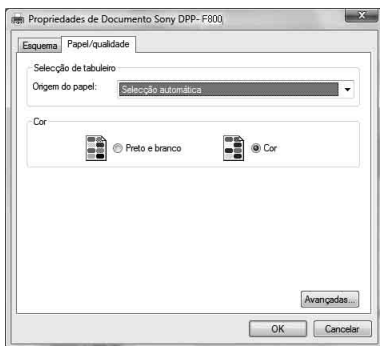 Propriedades de Documento Sony DPP- F800
Esquema Papel/qualidade
Selecção de tabuleiro
Origem do papel: Selecção automática
Cor
Preto e branco Cor
Avançadas...
OK Cancelar